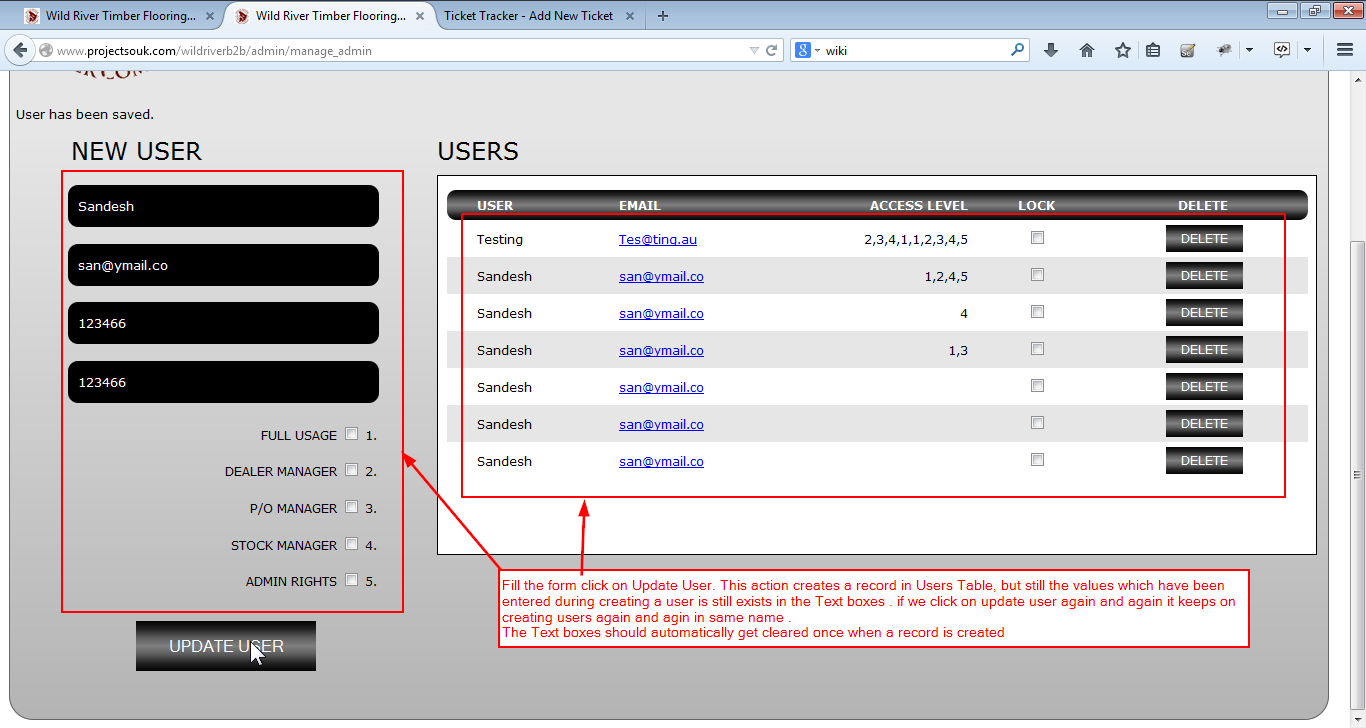 Wild River Timber Flooring...
Wild River Timber Flooring...
Ticket Tracker - Add New Ticket
www.projectsouk.com/wildriverb2b/admin/manage_admin
wiki
User has been saved.
NEW USER
Sandesh
san@ymail.co
123466
123466
FULL USAGE 1.
DEALER MANAGER 2.
P/O MANAGER 3.
STOCK MANAGER 4.
ADMIN RIGHTS 5.
UPDATE USER
USERS
USER EMAIL ACCESS LEVEL LOCK DELETE
Testing Tes@ting.au 2,3,4,1,1,2,3,4,5 DELETE
Sandesh san@ymail.co 1,2,4,5 DELETE
Sandesh san@ymail.co 4 DELETE
Sandesh san@ymail.co 1,3 DELETE
Sandesh san@ymail.co DELETE
Sandesh san@ymail.co DELETE
Sandesh san@ymail.co DELETE
Fill the form click on Update User. This action creates a record in Users Table, but still the values which have been
entered during creating a user is still exists in the Text boxes . if we click on update user again and again it keeps on
creating users again and agin in same name .
The Text boxes should automatically get cleared once when a record is created